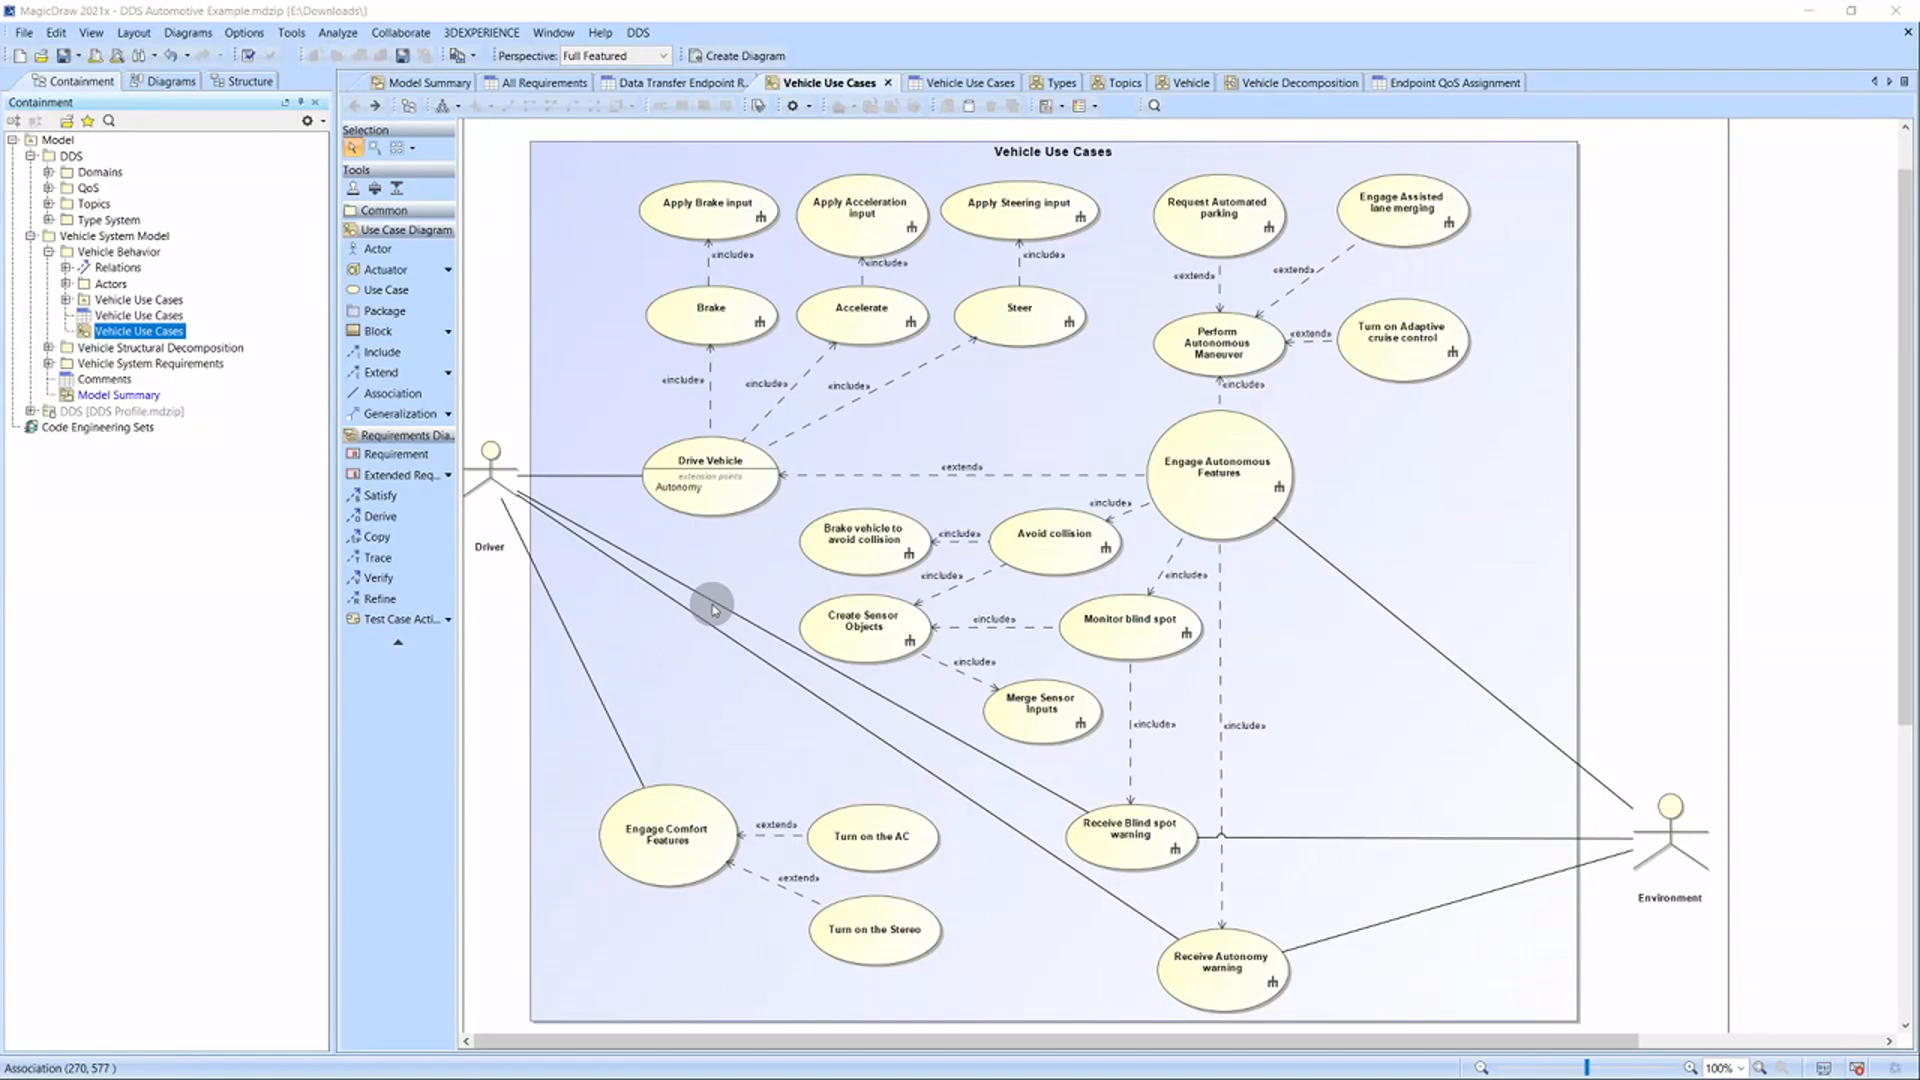 MagicDraw 2021x - DDS Automotive Example.mdzip [E:\Downloads\]
File Edit View Layout Diagrams Options Tools Analyze Collaborate 3DEXPERIENCE Window Help DDS
Perspective: Full Featured Create Diagram
Containment Diagrams Structure
Model Summary All Requirements Data Transfer Endpoint R... Vehicle Use Cases Vehicle Use Cases Types Topics Vehicle Vehicle Decomposition Endpoint QoS Assignment
Containment
Model
DDS
Domains
QoS
Topics
Type System
Vehicle System Model
Vehicle Behavior
Relations
Actors
Vehicle Use Cases
Vehicle Use Cases
Vehicle Use Cases
Vehicle Structural Decomposition
Vehicle System Requirements
Comments
Model Summary
DDS [DDS Profile.mdzip]
Code Engineering Sets
Selection
Tools
Common
Use Case Diagram
Actor
Actuator
Use Case
Package
Block
Include
Extend
Association
Generalization
Requirements Dia...
Requirement
Extended Req...
Satisfy
Derive
Copy
Trace
Verify
Refine
Test Case Acti...
Vehicle Use Cases
Apply Brake input
Apply Acceleration
input
Apply Steering input
Request Automated
parking
Engage Assisted
lane merging
«include»
«include»
«include»
«extend»
«extend»
Brake
Accelerate
Steer
Perform
Autonomous
Maneuver
«extend»
Turn on Adaptive
cruise control
«include»
«include»
«include»
«include»
Drive Vehicle
extension points
Autonomy
«extend»
Engage Autonomous
Features
Driver
«include»
Brake vehicle to
avoid collision
«include»
Avoid collision
«include»
«include»
Create Sensor
Objects
«include»
Monitor blind spot
«include»
Merge Sensor
Inputs
«include»
«include»
Engage Comfort
Features
«extend»
Turn on the AC
Receive Blind spot
warning
«extend»
Turn on the Stereo
Environment
Receive Autonomy
warning
Association (270, 577 )
100%